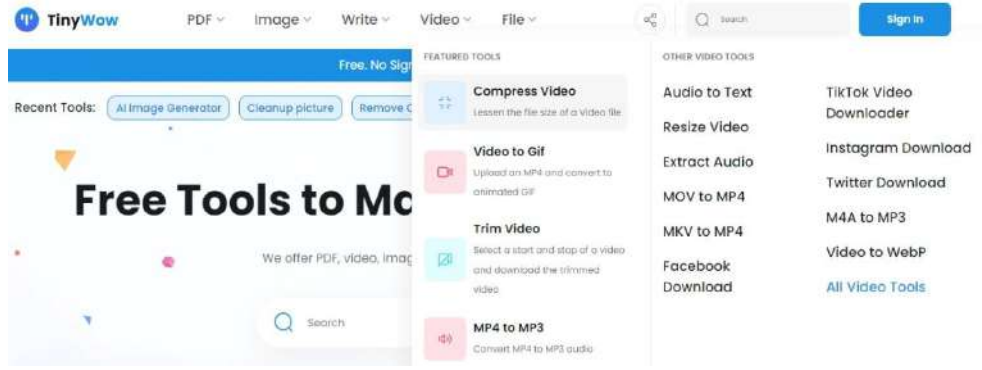 TinyWow
PDF
Image
Write
Video
File
Search
Sign In
Free. No Sig
Recent Tools:
AI Image Generator
Cleanup picture
Remove
Free Tools to Ma
We offer PDF, video, imag
Search
FEATURED TOOLS
Compress Video
Lessen the file size of a video file
Video to Gif
Upload an MP4 and convert to
animated GIF
Trim Video
Select a start and stop of a video
and download the trimmed
video
MP4 to MP3
Convert MP4 to MP3 audio
OTHER VIDEO TOOLS
Audio to Text
Resize Video
Extract Audio
MOV to MP4
MKV to MP4
Facebook
Download
TikTok Video
Downloader
Instagram Download
Twitter Download
M4A to MP3
Video to WebP
All Video Tools